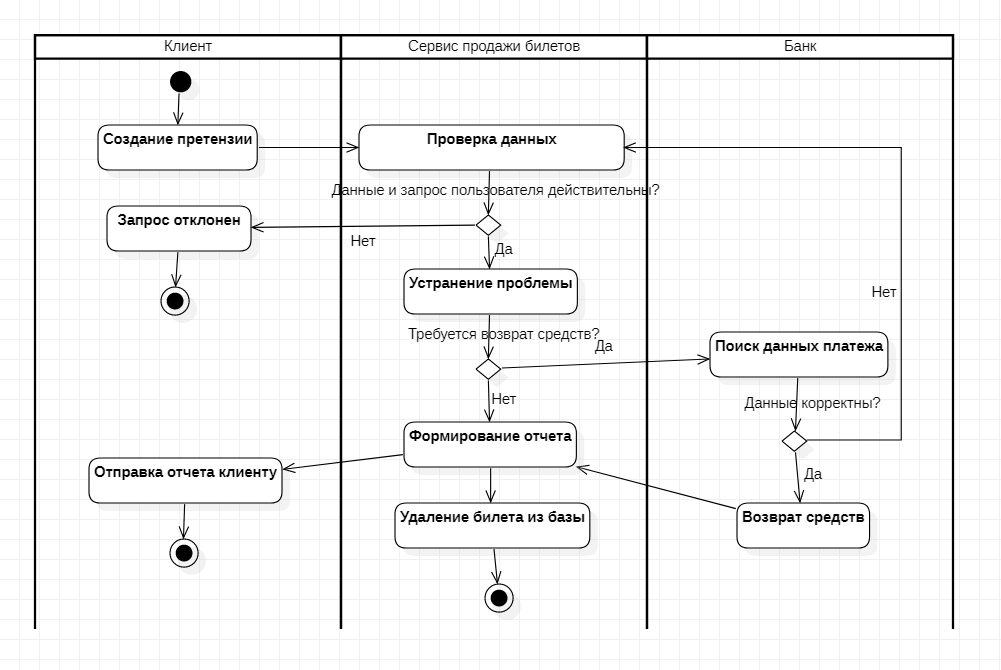 Клиент
Сервис продажи билетов
Банк
Создание претензии
Проверка данных
Данные и запрос пользователя действительны?
Запрос отклонен
Нет
Да
Устранение проблемы
Нет
Требуется возврат средств?
Да
Поиск данных платежа
Нет
Данные корректны?
Формирование отчета
Отправка отчета клиенту
Да
Удаление билета из базы
Возврат средств